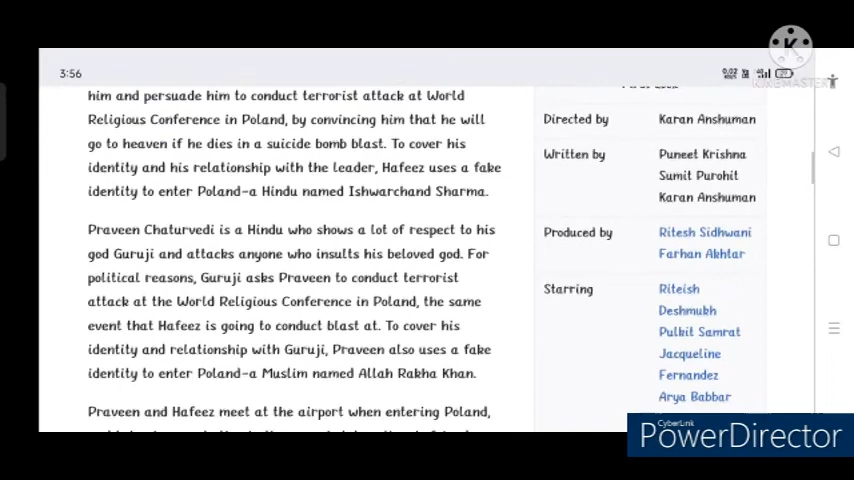 3:56
0.02
29
KINEMASTER
him and persuade him to conduct terrorist attack at World
Religious Conference in Poland, by convincing him that he will
go to heaven if he dies in a suicide bomb blast. To cover his
identity and his relationship with the leader, Hafeez uses a fake
identity to enter Poland-a Hindu named Ishwarchand Sharma.
Praveen Chaturvedi is a Hindu who shows a lot of respect to his
god Guruji and attacks anyone who insults his beloved god. For
political reasons, Guruji asks Praveen to conduct terrorist
attack at the World Religious Conference in Poland, the same
event that Hafeez is going to conduct blast at. To cover his
identity and relationship with Guruji, Praveen also uses a fake
identity to enter Poland-a Muslim named Allah Rakha Khan.
Praveen and Hafeez meet at the airport when entering Poland,
Directed by Karan Anshuman
Written by Puneet Krishna
Sumit Purohit
Karan Anshuman
Produced by Ritesh Sidhwani
Farhan Akhtar
Starring Riteish
Deshmukh
Pulkit Samrat
Jacqueline
Fernandez
Arya Babbar
CyberLink
PowerDirector